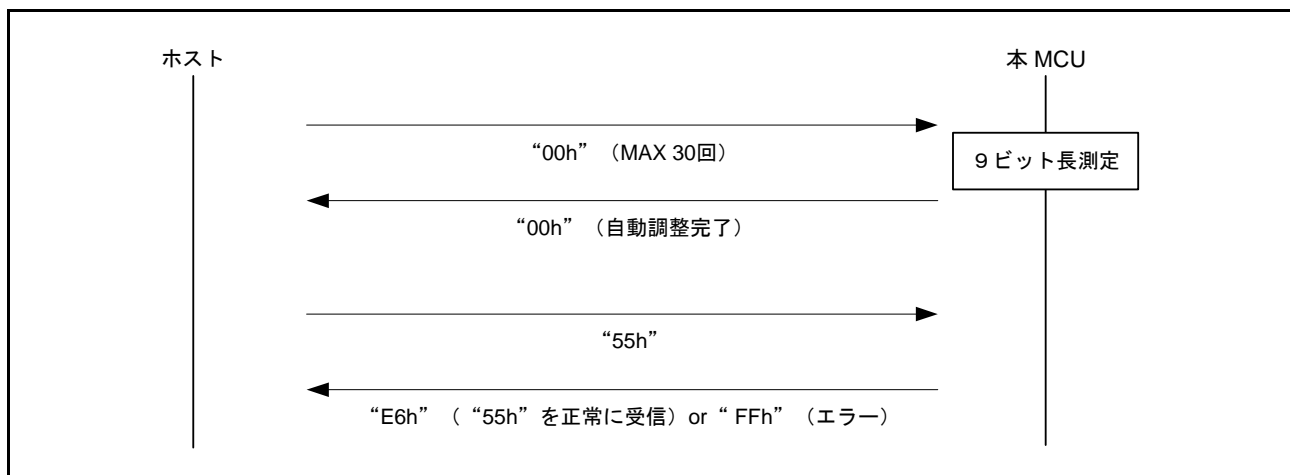 ホスト 本 MCU
“00h” （MAX 30回）
９ビット長測定
“00h” （自動調整完了）
“55h”
“E6h” （ “55h” を正常に受信）or “ FFh” （エラー）